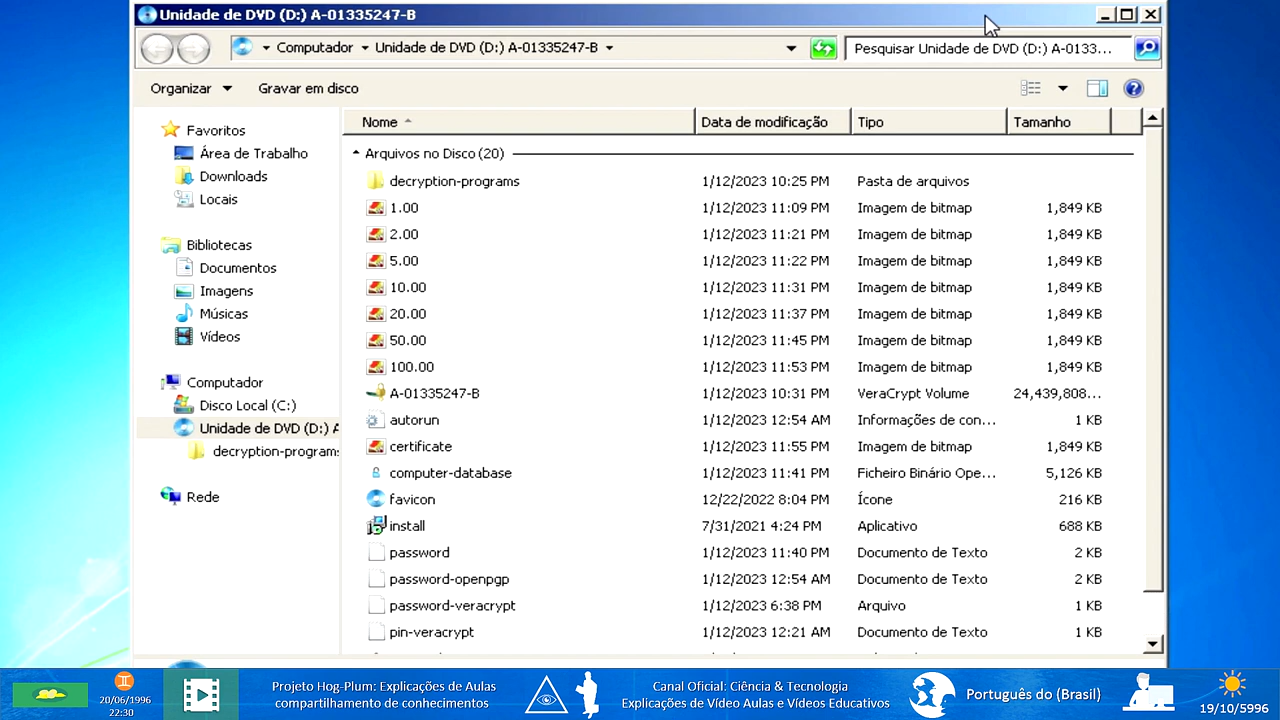 Unidade de DVD (D:) A-01335247-B
Computador Unidade de DVD (D:) A-01335247-B
Pesquisar Unidade de DVD (D:) A-0133...
Organizar Gravar em disco
Nome Data de modificação Tipo Tamanho
Favoritos
Área de Trabalho
Downloads
Locais
Bibliotecas
Documentos
Imagens
Músicas
Vídeos
Computador
Disco Local (C:)
Unidade de DVD (D:) A
decryption-programs
Rede
Arquivos no Disco (20)
decryption-programs 1/12/2023 10:25 PM Pasta de arquivos
1.00 1/12/2023 11:09 PM Imagem de bitmap 1,849 KB
2.00 1/12/2023 11:21 PM Imagem de bitmap 1,849 KB
5.00 1/12/2023 11:22 PM Imagem de bitmap 1,849 KB
10.00 1/12/2023 11:31 PM Imagem de bitmap 1,849 KB
20.00 1/12/2023 11:37 PM Imagem de bitmap 1,849 KB
50.00 1/12/2023 11:45 PM Imagem de bitmap 1,849 KB
100.00 1/12/2023 11:53 PM Imagem de bitmap 1,849 KB
A-01335247-B 1/12/2023 10:31 PM VeraCrypt Volume 24,439,808...
autorun 1/12/2023 12:54 AM Informações de con... 1 KB
certificate 1/12/2023 11:55 PM Imagem de bitmap 1,849 KB
computer-database 1/12/2023 11:41 PM Ficheiro Binário Ope... 5,126 KB
favicon 12/22/2022 8:04 PM Ícone 216 KB
install 7/31/2021 4:24 PM Aplicativo 688 KB
password 1/12/2023 11:40 PM Documento de Texto 2 KB
password-openpgp 1/12/2023 12:54 AM Documento de Texto 2 KB
password-veracrypt 1/12/2023 6:38 PM Arquivo 1 KB
pin-veracrypt 1/12/2023 12:21 AM Documento de Texto 1 KB
20/06/1996
22:30
Projeto Hog-Plum: Explicações de Aulas
compartilhamento de conhecimentos
Canal Oficial: Ciência & Tecnologia
Explicações de Vídeo Aulas e Vídeos Educativos
Português do (Brasil)
19/10/5996